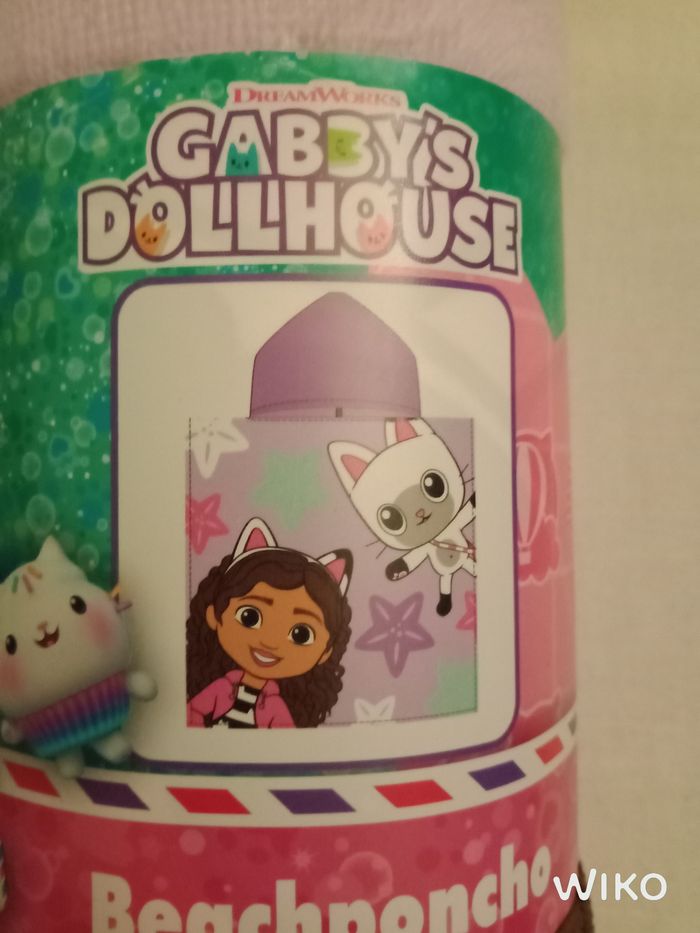 DREAMWORKS
GABBY'S
DOLLHOUSE
Beachponcho
WIKO